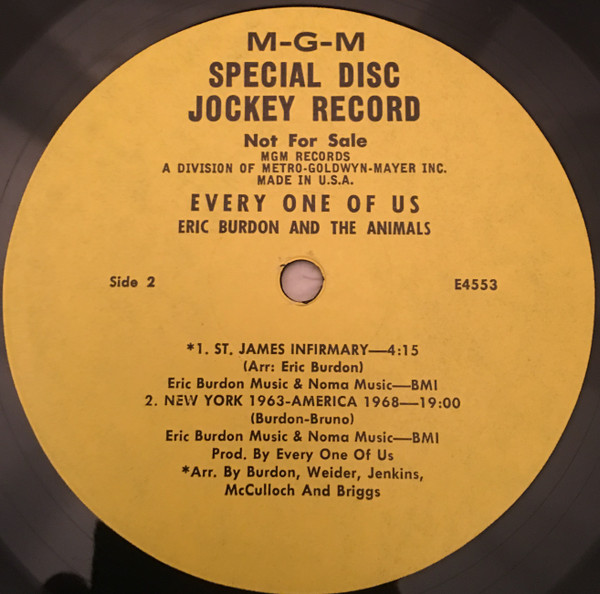 M-G-M
SPECIAL DISC
JOCKEY RECORD
Not For Sale
MGM RECORDS
A DIVISION OF METRO-GOLDWYN-MAYER INC.
MADE IN U.S.A.
EVERY ONE OF US
ERIC BURDON AND THE ANIMALS
Side 2
E4553
*1. ST. JAMES INFIRMARY—4:15
(Arr: Eric Burdon)
Eric Burdon Music & Noma Music—BMI
2. NEW YORK 1963-AMERICA 1968—19:00
(Burdon-Bruno)
Eric Burdon Music & Noma Music—BMI
Prod. By Every One Of Us
*Arr. By Burdon, Weider, Jenkins,
McCulloch And Briggs